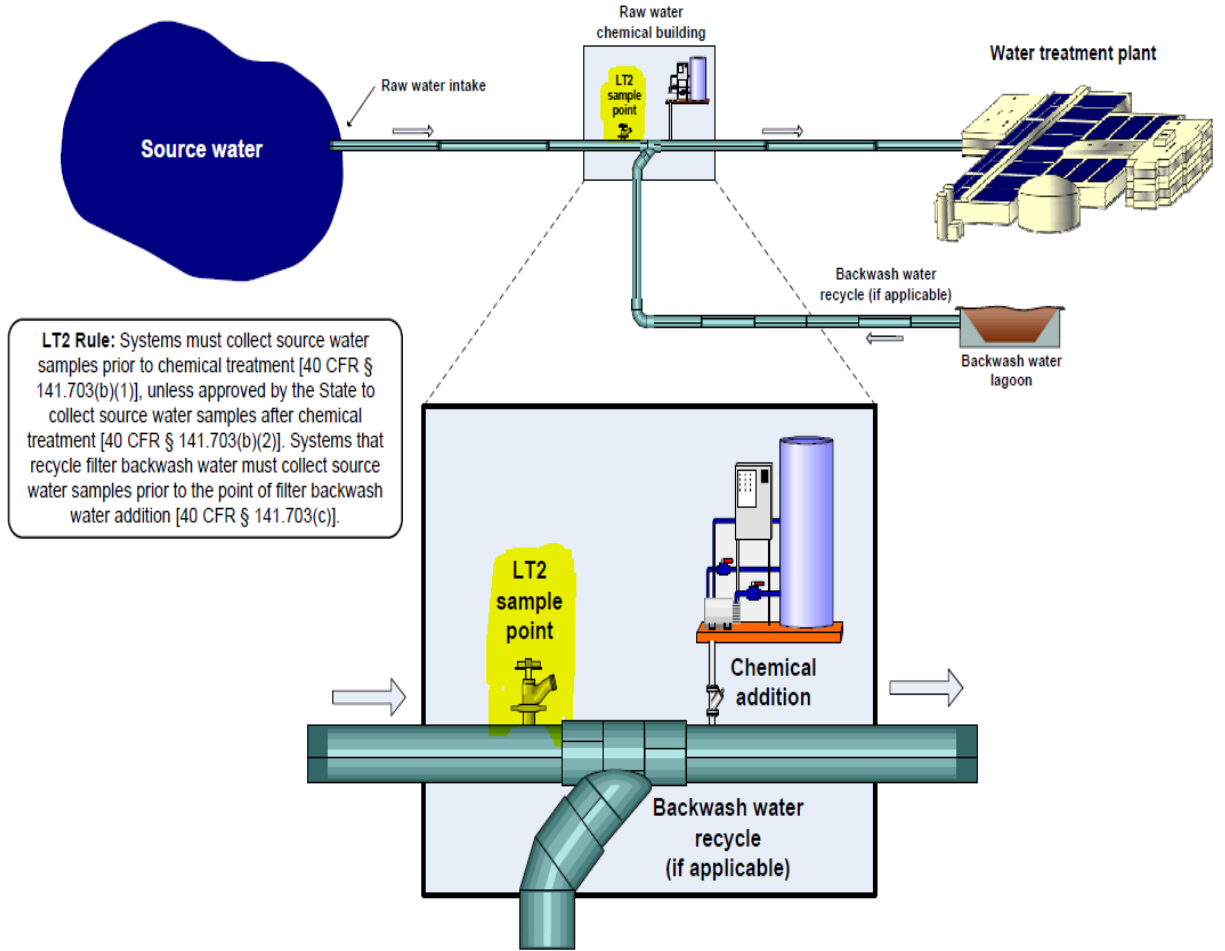 Raw water
chemical building
Water treatment plant
Raw water intake
LT2
sample
point
Source water
Backwash water
recycle (if applicable)
Backwash water
lagoon
LT2 Rule: Systems must collect source water
samples prior to chemical treatment [40 CFR §
141.703(b)(1)], unless approved by the State to
collect source water samples after chemical
treatment [40 CFR § 141.703(b)(2)]. Systems that
recycle filter backwash water must collect source
water samples prior to the point of filter backwash
water addition [40 CFR § 141.703(c)].
LT2
sample
point
Chemical
addition
Backwash water
recycle
(if applicable)